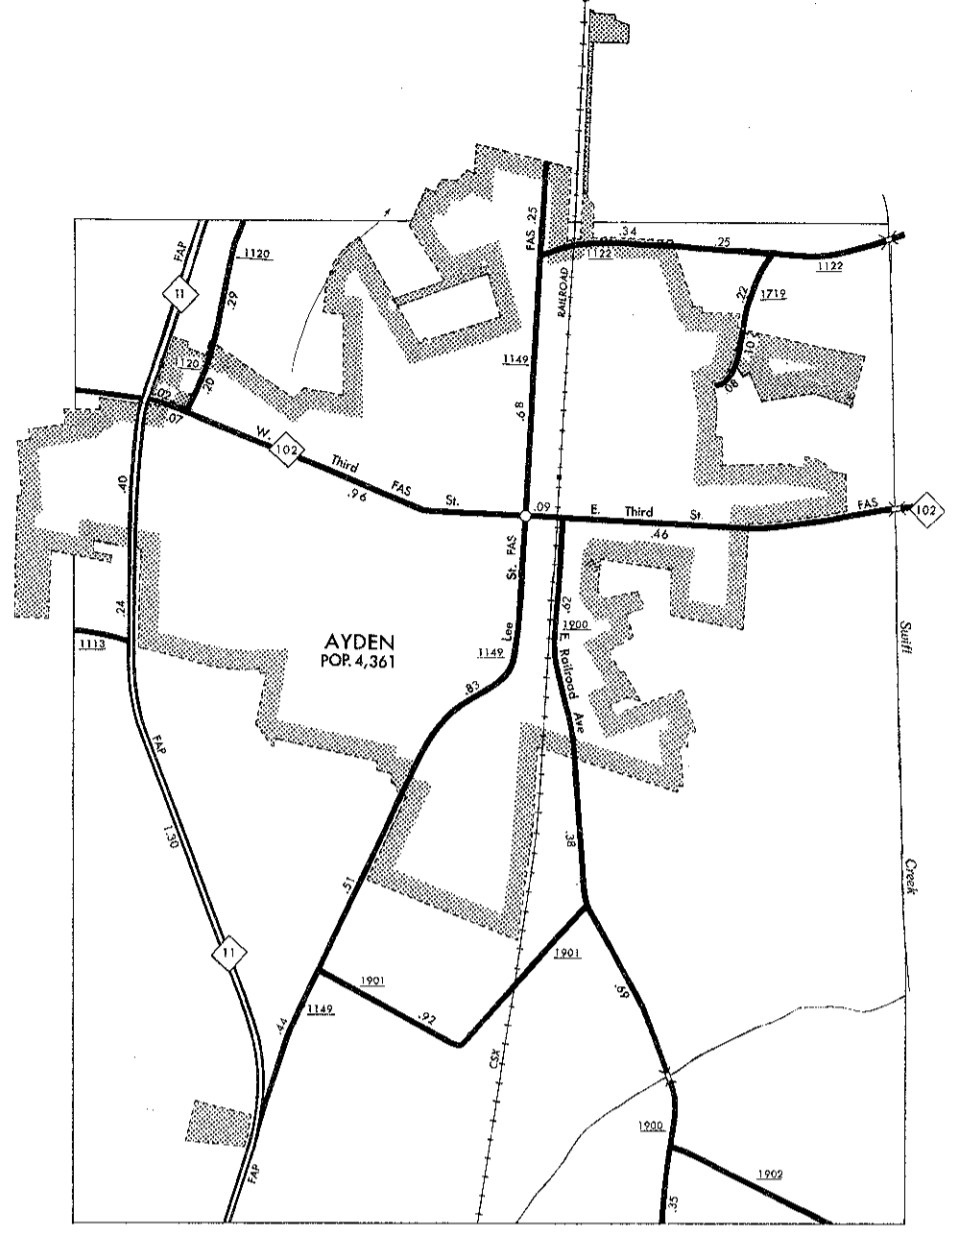 .34
FAS .25
.25
FAP
1120
1122
1122
RAILROAD
11
.29
.22
1719
1149
.10
1120
.20
.08
.02
.07
.68
W.
102
Third
FAS
.96
St.
.40
.09
E. Third St.
FAS
102
.46
St. FAS
.24
.62
1900
Lee
1113
AYDEN
POP. 4,361
1149
E. Railroad Ave
Swift
.83
FAP
1.30
.38
.51
Creek
11
1901
1901
.69
.92
1149
.44
CSX
1900
FAP
1902
.35